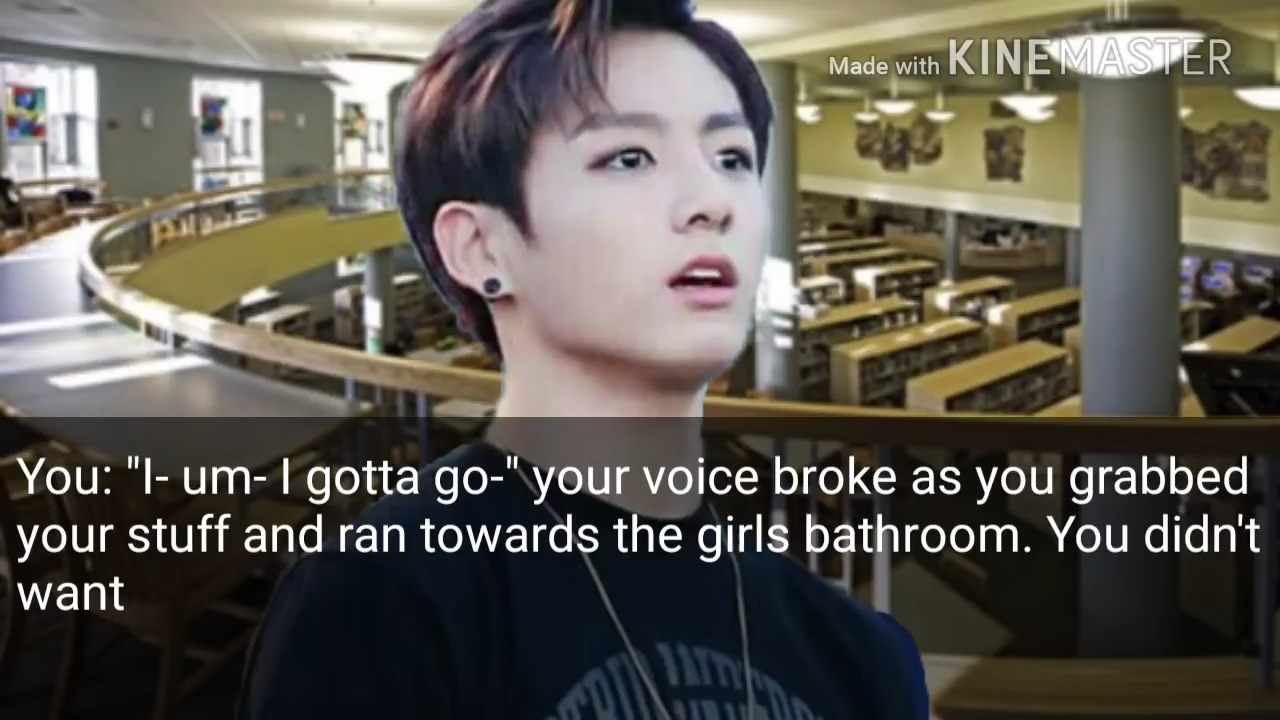 Made with KINEMASTER
You: "I- um- I gotta go-" your voice broke as you grabbed
your stuff and ran towards the girls bathroom. You didn't
want